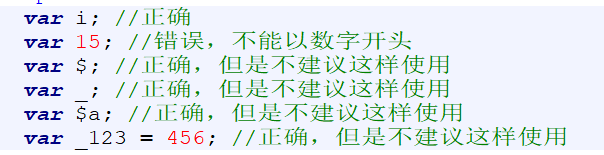 var i; //正确
var 15; //错误，不能以数字开头
var $; //正确，但是不建议这样使用
var _; //正确，但是不建议这样使用
var $a; //正确，但是不建议这样使用
var _123 = 456; //正确，但是不建议这样使用